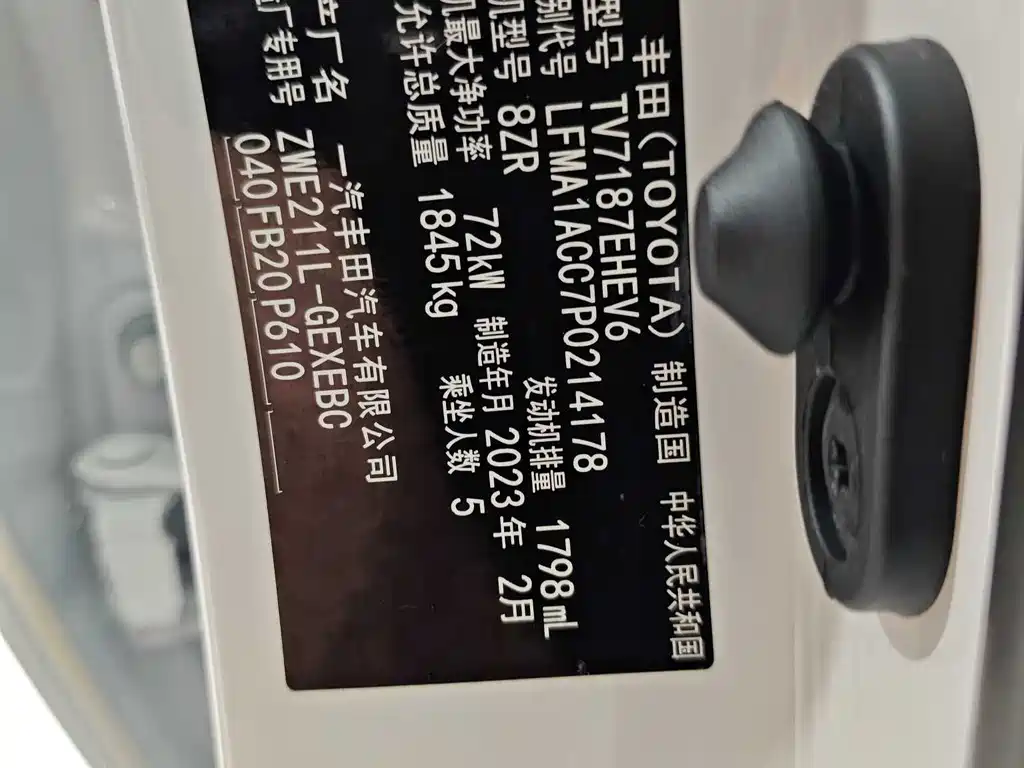 丰田(TOYOTA) 制造国 中华人民共和国
型号 TV7187EHEV6
别代号 LFMA1ACC7P0214178
机型号 8ZR 发动机排量 1798mL
机最大净功率 72kW 制造年月 2023年 2月
允许总质量 1845kg 乘坐人数 5
产厂名 一汽丰田汽车有限公司
厂专用号 ZWE211L-GEXEBC
040FB20P610